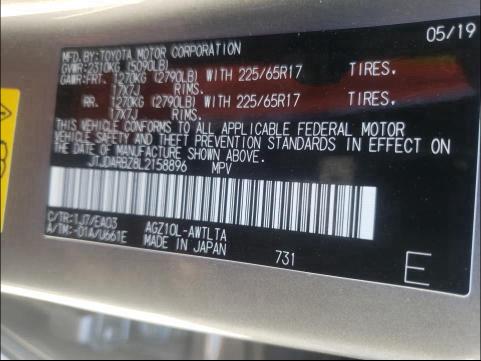 MFD.BY:TOYOTA MOTOR CORPORATION 05/19
GVWR:2310KG (5090LB)
GAWR:FRT. 1270KG (2790LB) WITH 225/65R17 TIRES,
17X7J RIMS.
RR. 1270KG (2790LB) WITH 225/65R17 TIRES,
17X7J RIMS.
THIS VEHICLE CONFORMS TO ALL APPLICABLE FEDERAL MOTOR
VEHICLE SAFETY AND THEFT PREVENTION STANDARDS IN EFFECT ON
THE DATE OF MANUFACTURE SHOWN ABOVE.
JTJDARBZ8L2158896 MPV
C/TR:1J7/EA03 AGZ10L-AWTLTA
A/TM:-01A/U661E MADE IN JAPAN 731
E